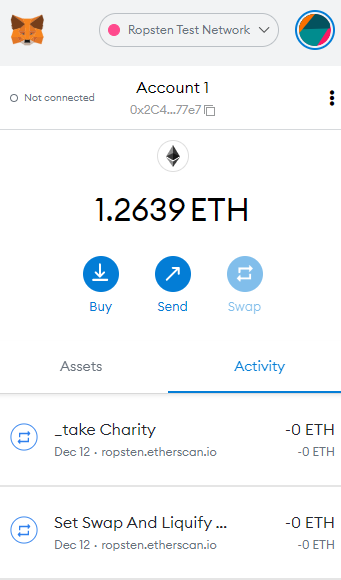 Ropsten Test Network
Not connected
Account 1
0x2C4...77e7
1.2639 ETH
Buy
Send
Swap
Assets
Activity
_take Charity
-0 ETH
Dec 12 · ropsten.etherscan.io
-0 ETH
Set Swap And Liquify ...
-0 ETH
Dec 12 · ropsten.etherscan.io
-0 ETH